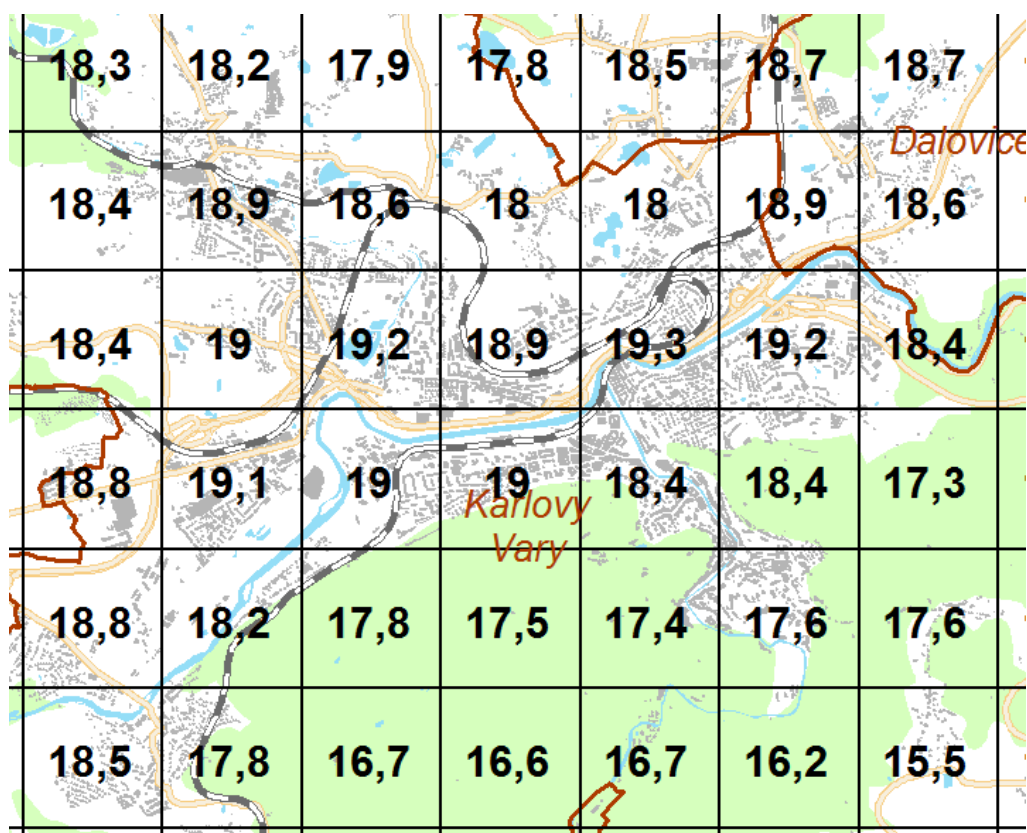 18,3 18,2 17,9 17,8 18,5 18,7 18,7
Dalovice
18,4 18,9 18,6 18 18 18,9 18,6
18,4 19 19,2 18,9 19,3 19,2 18,4
18,8 19,1 19 19 18,4 18,4 17,3
Karlovy
Vary
18,8 18,2 17,8 17,5 17,4 17,6 17,6
18,5 17,8 16,7 16,6 16,7 16,2 15,5